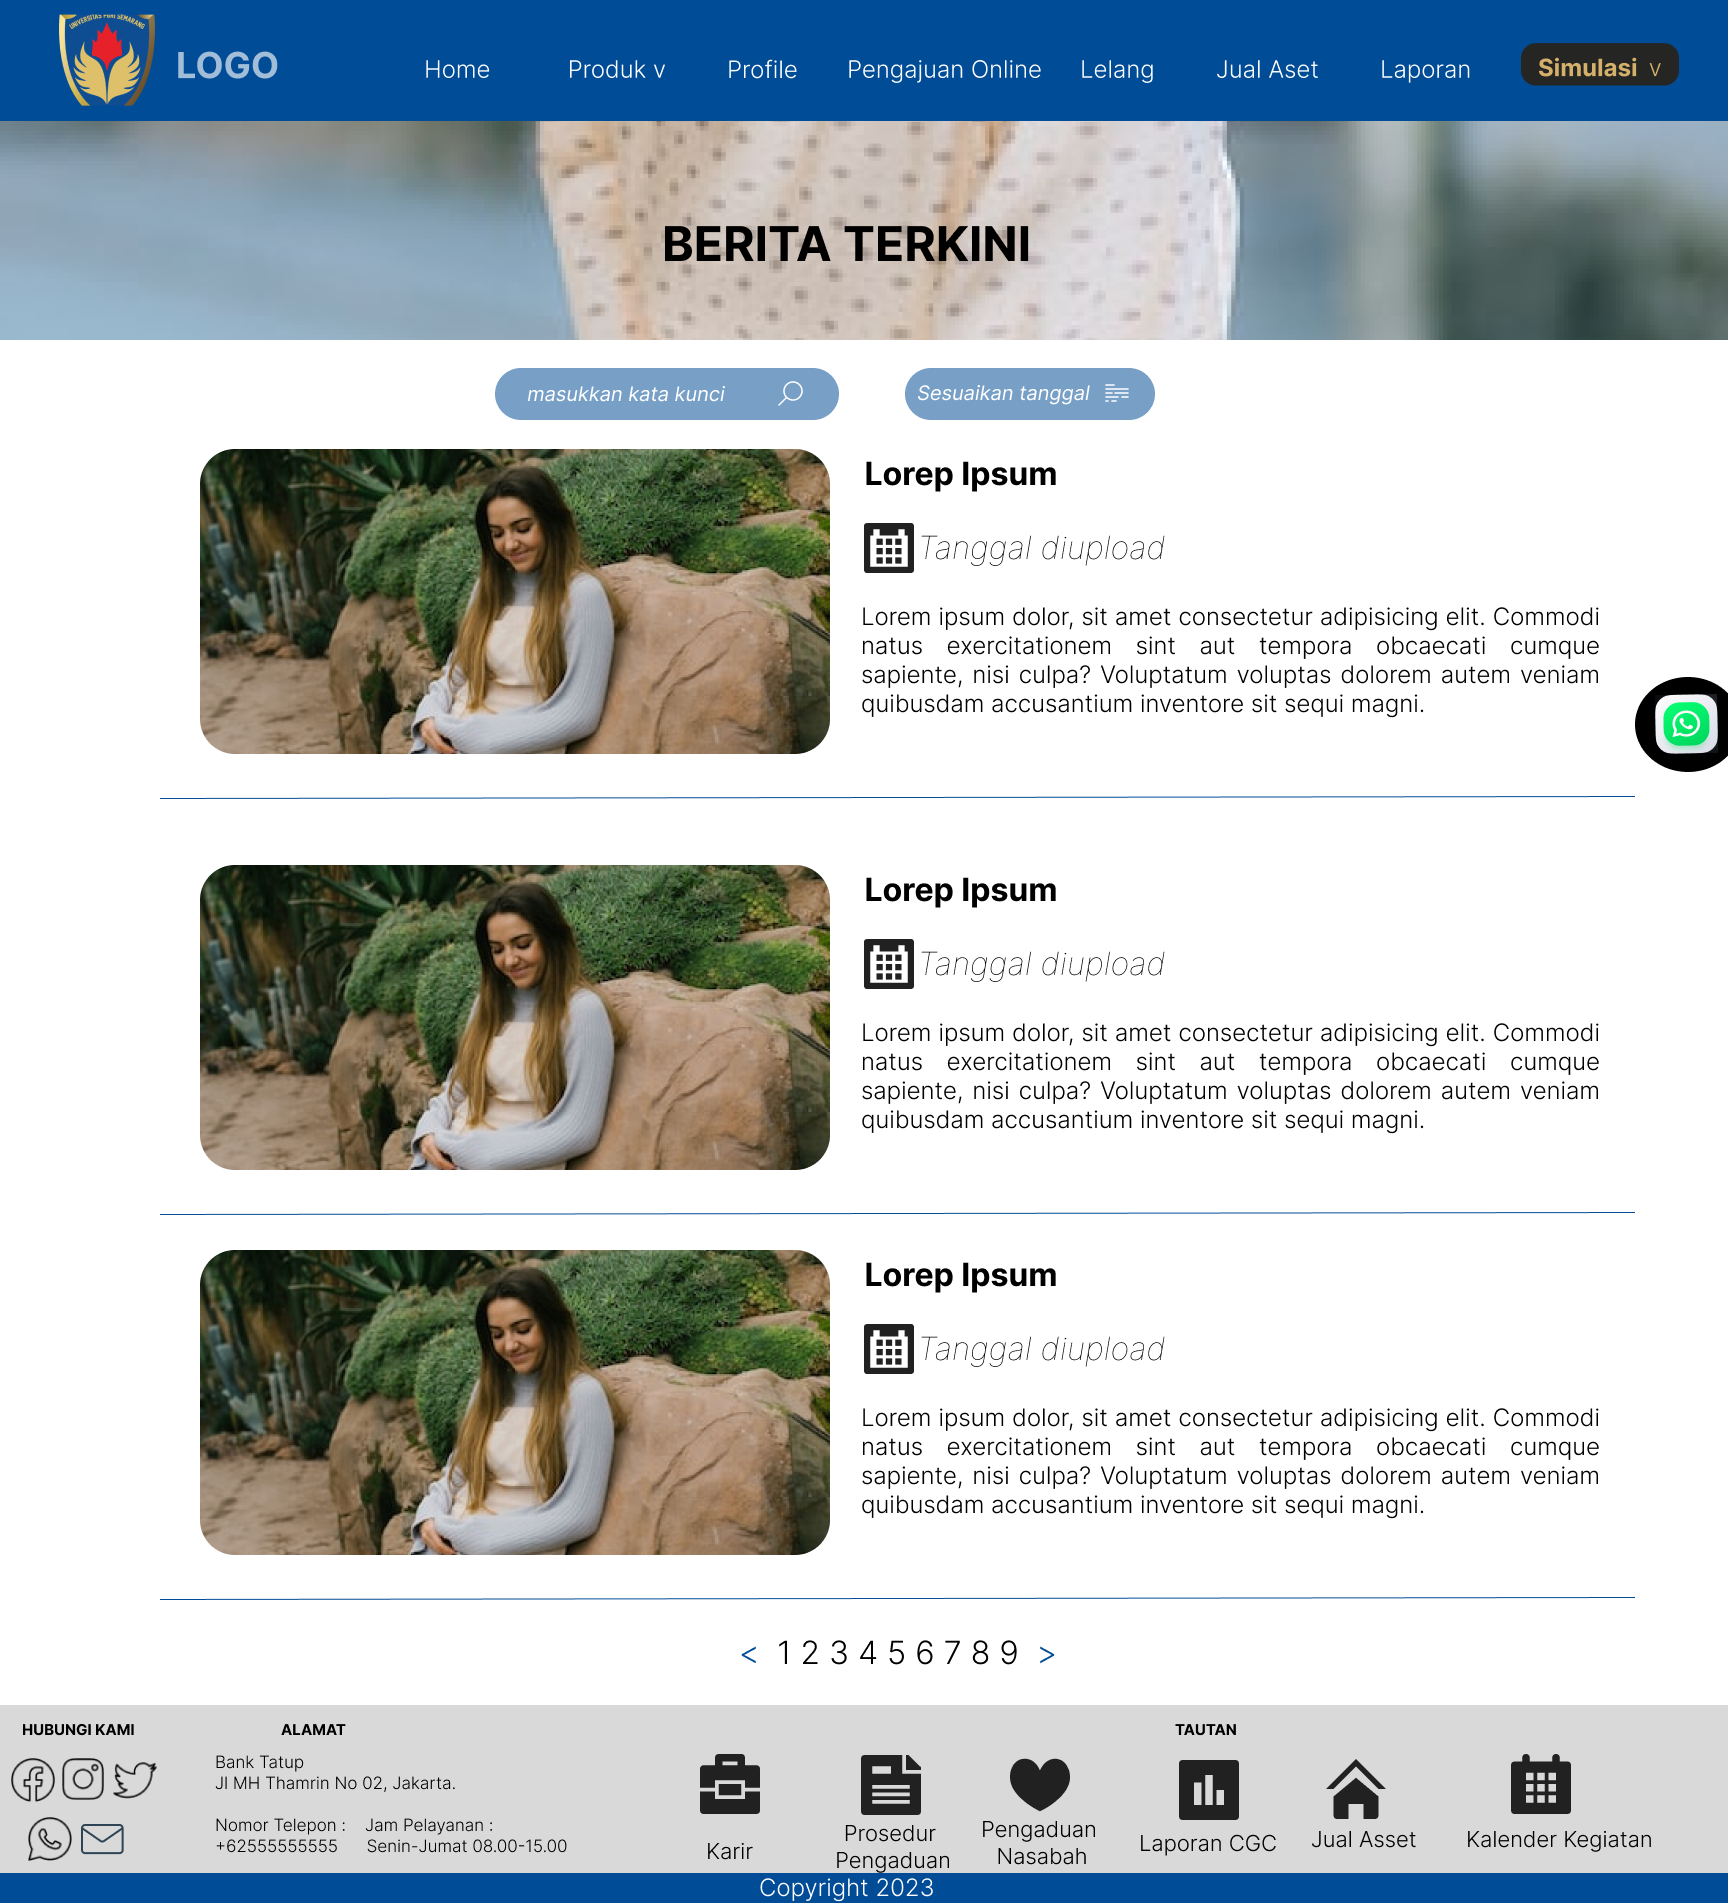 UNIVERSITAS PGRI SEMARANG
LOGO
Home
Produk v
Profile
Pengajuan Online
Lelang
Jual Aset
Laporan
Simulasi v
BERITA TERKINI
masukkan kata kunci
Sesuaikan tanggal
Lorep Ipsum
Tanggal diupload
Lorem ipsum dolor, sit amet consectetur adipisicing elit. Commodi
natus exercitationem sint aut tempora obcaecati cumque
sapiente, nisi culpa? Voluptatum voluptas dolorem autem veniam
quibusdam accusantium inventore sit sequi magni.
Lorep Ipsum
Tanggal diupload
Lorem ipsum dolor, sit amet consectetur adipisicing elit. Commodi
natus exercitationem sint aut tempora obcaecati cumque
sapiente, nisi culpa? Voluptatum voluptas dolorem autem veniam
quibusdam accusantium inventore sit sequi magni.
Lorep Ipsum
Tanggal diupload
Lorem ipsum dolor, sit amet consectetur adipisicing elit. Commodi
natus exercitationem sint aut tempora obcaecati cumque
sapiente, nisi culpa? Voluptatum voluptas dolorem autem veniam
quibusdam accusantium inventore sit sequi magni.
< 1 2 3 4 5 6 7 8 9 >
HUBUNGI KAMI
ALAMAT
Bank Tatup
Jl MH Thamrin No 02, Jakarta.
Nomor Telepon :
+62555555555
Jam Pelayanan :
Senin-Jumat 08.00-15.00
TAUTAN
Karir
Prosedur
Pengaduan
Pengaduan
Nasabah
Laporan CGC
Jual Asset
Kalender Kegiatan
Copyright 2023